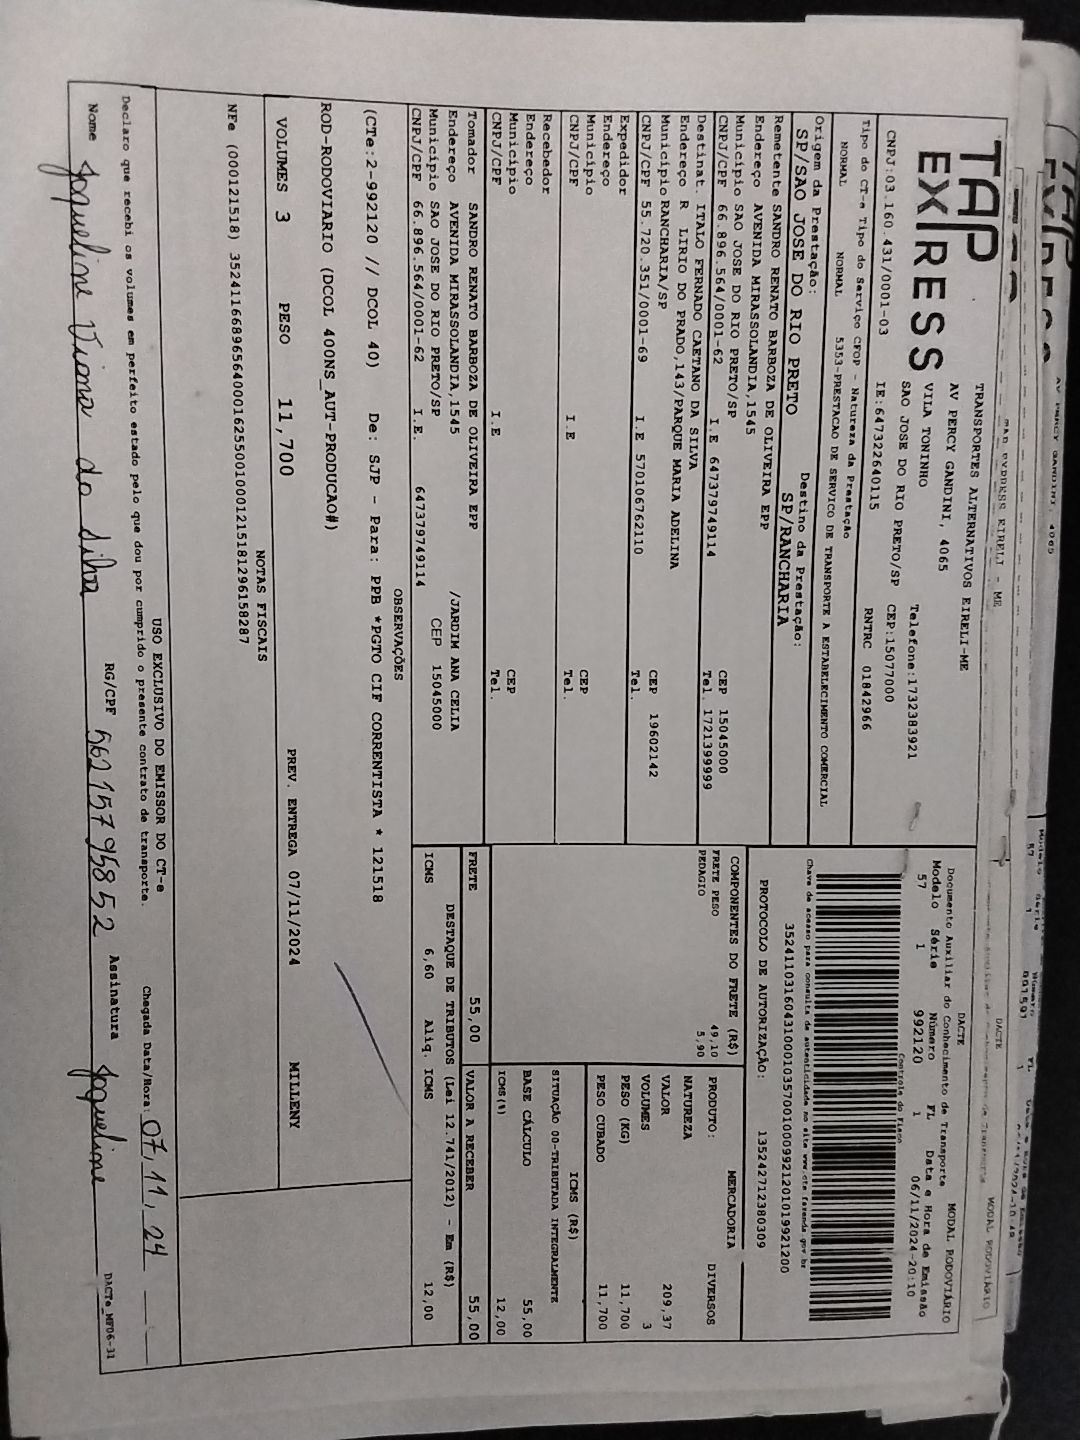 TAP
EXPRESS
TRANSPORTES ALTERNATIVOS EIRELI-ME
AV PERCY GANDINI, 4065
VILA TONINHO Telefone:1732383921
SAO JOSE DO RIO PRETO/SP CEP:15077000
CNPJ:03.160.431/0001-03 IE:647322640115 RNTRC 01842966
DACTE MODAL RODOVIÁRIO
Documento Auxiliar do Conhecimento de Transporte
Modelo Série Número FL Data e Hora de Emissão
57 1 992120 1 06/11/2024-20:10
Controle do Fisco
Tipo do CT-e Tipo do Serviço CFOP - Natureza da Prestação
NORMAL NORMAL 5353-PRESTACAO DE SERVICO DE TRANSPORTE A ESTABELECIMENTO COMERCIAL
Chave de acesso para consulta de autenticidade no site www.cte.fazenda.gov.br
35241103160431000103570010009921201019921200
Origem da Prestação: Destino da Prestação:
SP/SAO JOSE DO RIO PRETO SP/RANCHARIA
PROTOCOLO DE AUTORIZAÇÃO: 135242712380309
Remetente SANDRO RENATO BARBOZA DE OLIVEIRA EPP
Endereço AVENIDA MIRASSOLANDIA,1545
Município SAO JOSE DO RIO PRETO/SP CEP 15045000
CNPJ/CPF 66.896.564/0001-62 I.E 647379749114 Tel. 1721399999
Destinat. ITALO FERNADO CAETANO DA SILVA
Endereço R LIRIO DO PRADO,143/PARQUE MARIA ADELINA
Município RANCHARIA/SP CEP 19602142
CNPJ/CPF 55.720.351/0001-69 I.E 570106762110 Tel.
Expedidor
Endereço
Município CEP
CNPJ/CPF I.E Tel.
Recebedor
Endereço
Município CEP
CNPJ/CPF I.E Tel.
Tomador SANDRO RENATO BARBOZA DE OLIVEIRA EPP
Endereço AVENIDA MIRASSOLANDIA,1545 /JARDIM ANA CELIA
Município SAO JOSE DO RIO PRETO/SP CEP 15045000
CNPJ/CPF 66.896.564/0001-62 I.E. 647379749114
COMPONENTES DO FRETE (R$)
FRETE PESO 49,10
PEDAGIO 5,90
MERCADORIA
PRODUTO: DIVERSOS
NATUREZA
VALOR 209,37
VOLUMES 3
PESO (KG) 11,700
PESO CUBADO 11,700
ICMS (R$)
SITUAÇÃO 00-TRIBUTADA INTEGRALMENTE
BASE CÁLCULO 55,00
ICMS(%) 12,00
FRETE 55,00 VALOR A RECEBER 55,00
DESTAQUE DE TRIBUTOS (Lei 12.741/2012) - Em (R$)
ICMS 6,60 Aliq. ICMS 12,00
OBSERVAÇÕES
(CTe:2-992120 // DCOL 40) De: SJP - Para: PPB *PGTO CIF CORRENTISTA * 121518
ROD-RODOVIARIO (DCOL 400NS_AUT-PRODUCAO#)
VOLUMES 3 PESO 11,700 PREV. ENTREGA 07/11/2024 MILLENY
NOTAS FISCAIS
NFe (000121518) 35241166896564000162550010001215181296158287
USO EXCLUSIVO DO EMISSOR DO CT-e
Declaro que recebi os volumes em perfeito estado pelo que dou por cumprido o presente contrato de transporte. Chegada Data/Hora: 07, 11, 24
Nome Jaqueline Viana da Silva RG/CPF 56215795852 Assinatura Jaqueline
DACTe_MF06-31